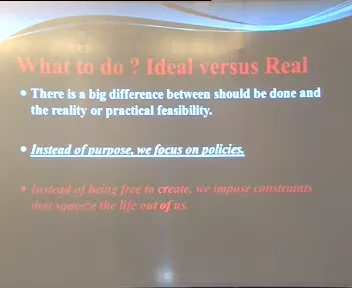 What to do ? Ideal versus Real
• There is a big difference between should be done and
the reality or practical feasibility.
• Instead of purpose, we focus on policies.
• Instead of being free to create, we impose constraints
that squeeze the life out of us.